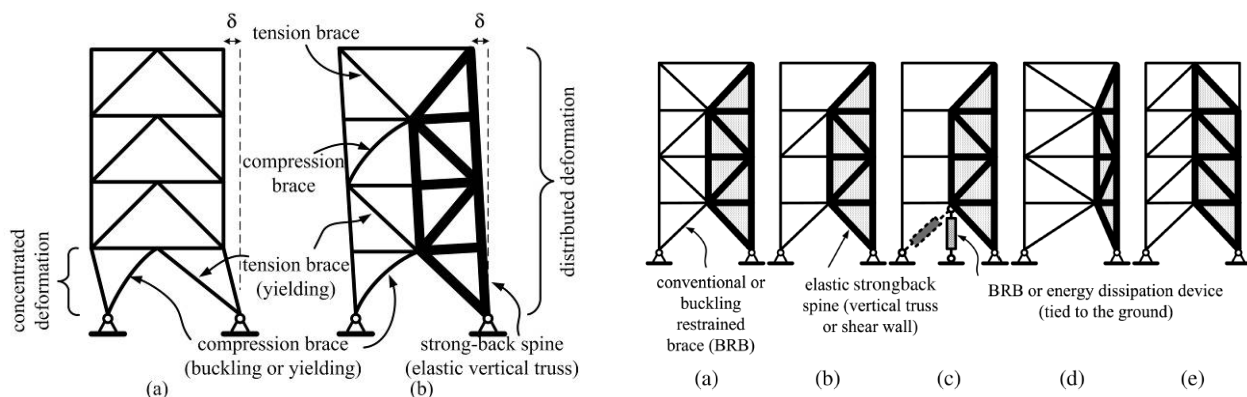 δ
tension brace
compression
brace
concentrated
deformation
tension brace
(yielding)
compression brace
(buckling or yielding)
(a)
δ
distributed deformation
strong-back spine
(elastic vertical truss)
(b)
conventional or
buckling
restrained
brace (BRB)
elastic strongback
spine (vertical truss
or shear wall)
BRB or energy dissipation device
(tied to the ground)
(a)
(b)
(c)
(d)
(e)